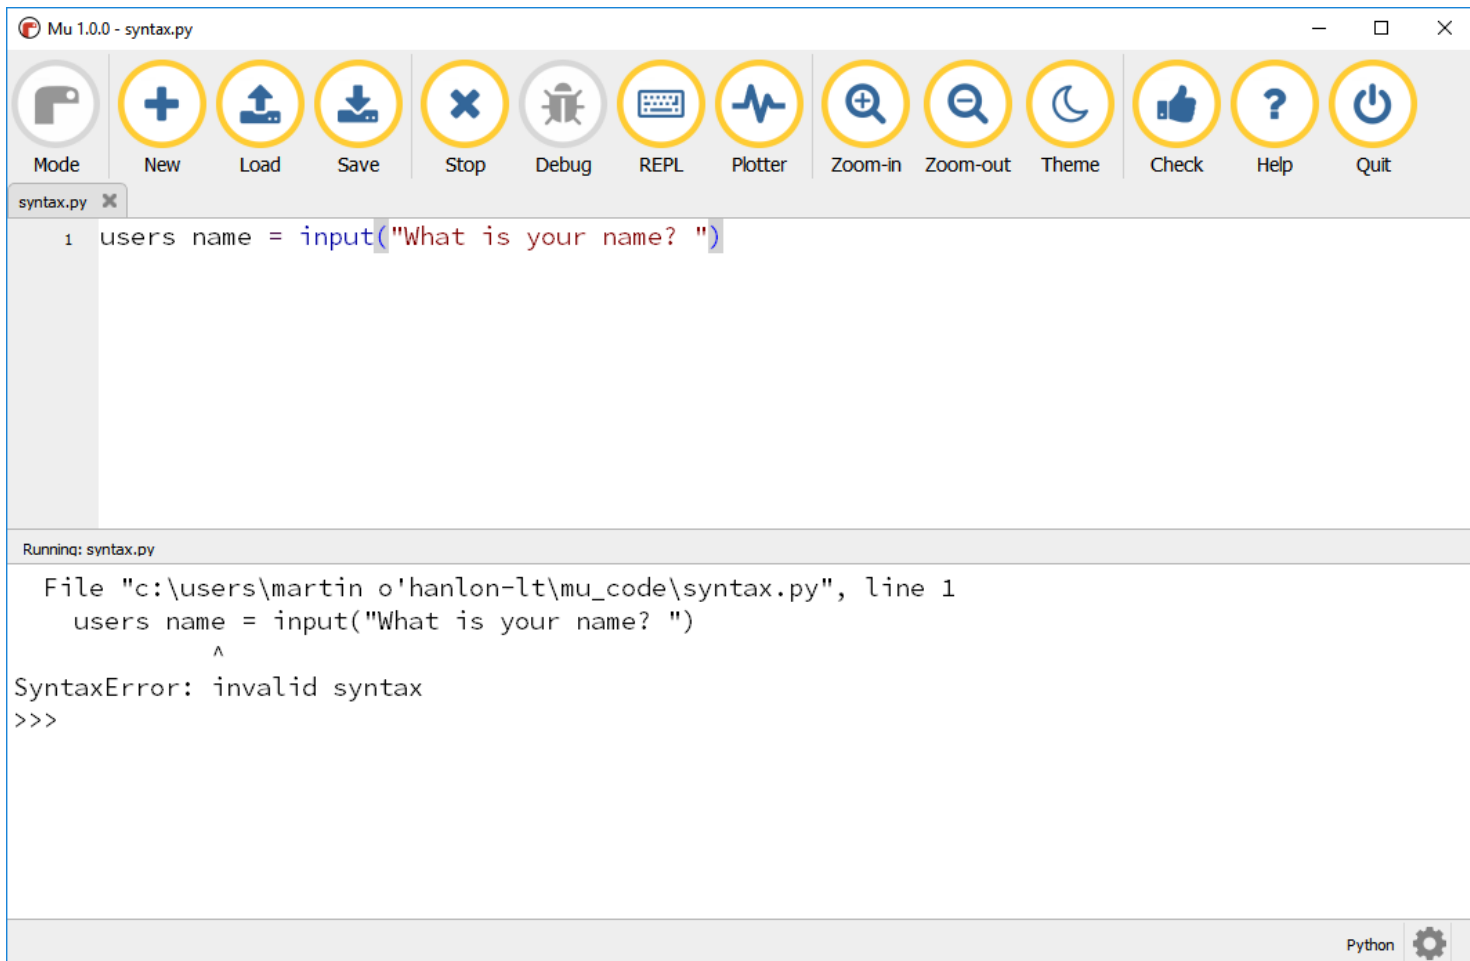 Mu 1.0.0 - syntax.py
Mode New Load Save Stop Debug REPL Plotter Zoom-in Zoom-out Theme Check Help Quit
syntax.py
1 users name = input("What is your name? ")
Running: syntax.py
File "c:\users\martin o'hanlon-lt\mu_code\syntax.py", line 1
users name = input("What is your name? ")
^
SyntaxError: invalid syntax
>>>
Python